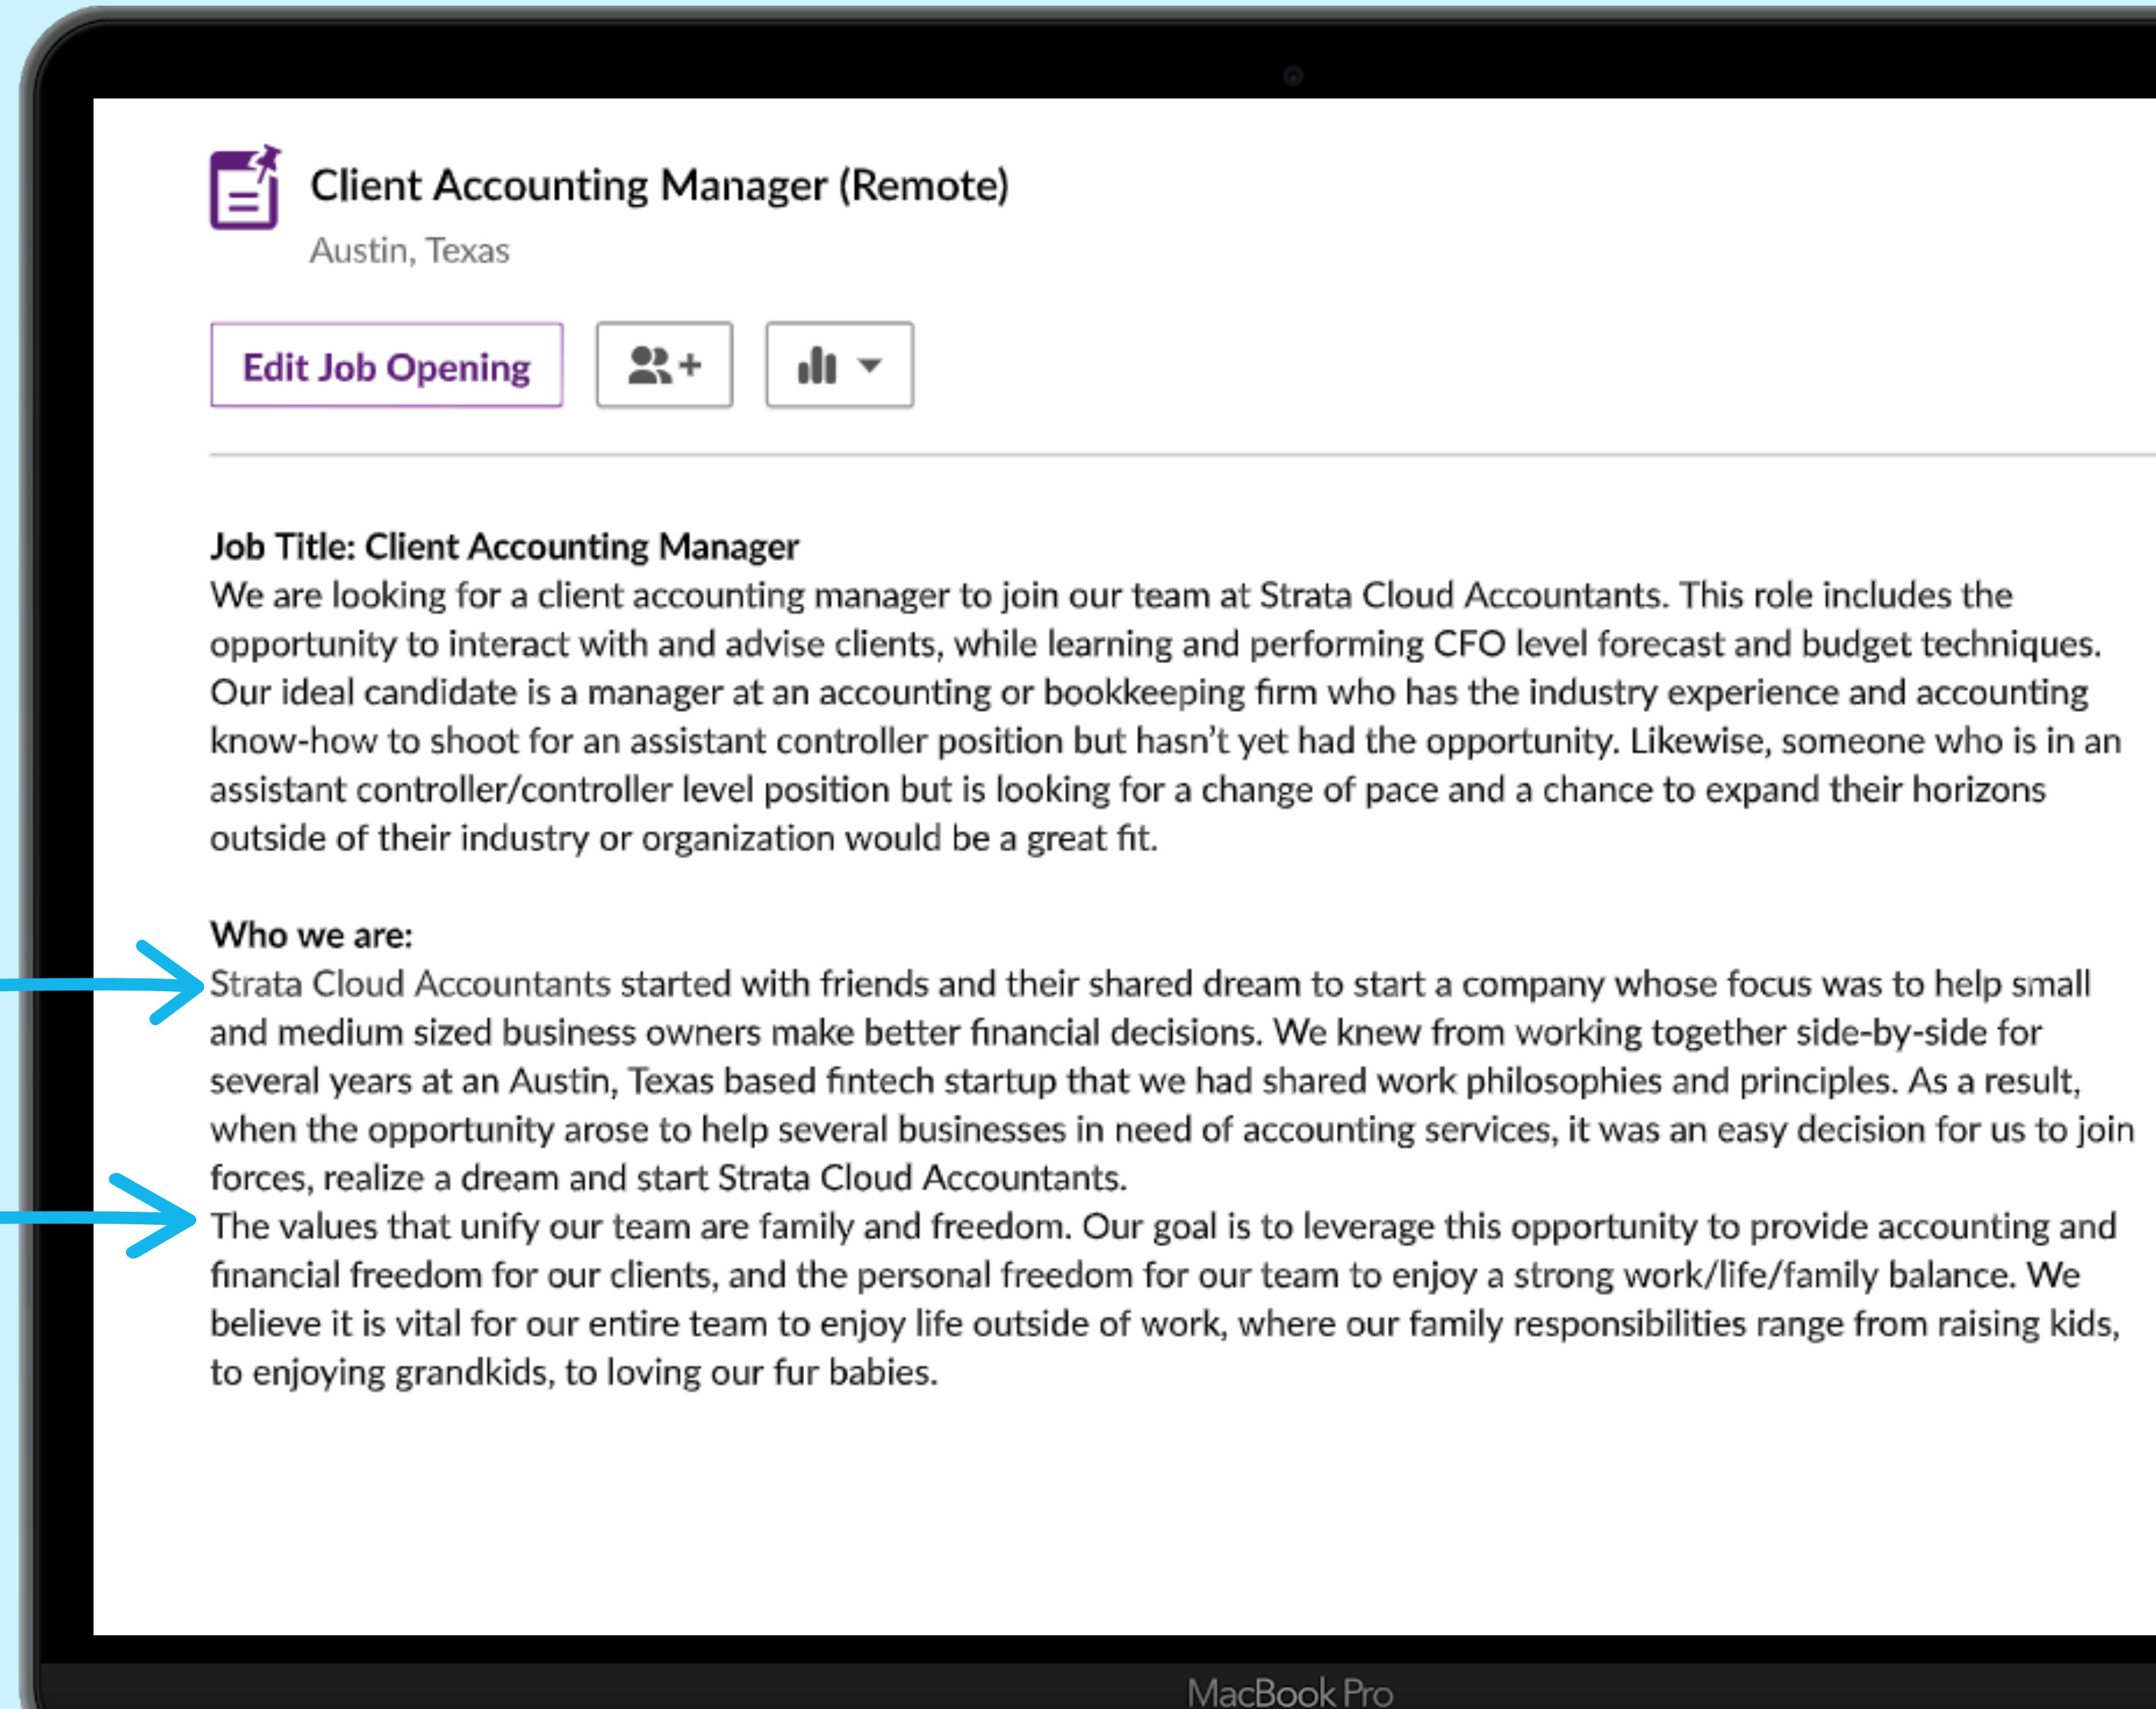 Client Accounting Manager (Remote)
Austin, Texas
Edit Job Opening
Job Title: Client Accounting Manager
We are looking for a client accounting manager to join our team at Strata Cloud Accountants. This role includes the
opportunity to interact with and advise clients, while learning and performing CFO level forecast and budget techniques.
Our ideal candidate is a manager at an accounting or bookkeeping firm who has the industry experience and accounting
know-how to shoot for an assistant controller position but hasn't yet had the opportunity. Likewise, someone who is in an
assistant controller/controller level position but is looking for a change of pace and a chance to expand their horizons
outside of their industry or organization would be a great fit.
Who we are:
Strata Cloud Accountants started with friends and their shared dream to start a company whose focus was to help small
and medium sized business owners make better financial decisions. We knew from working together side-by-side for
several years at an Austin, Texas based fintech startup that we had shared work philosophies and principles. As a result,
when the opportunity arose to help several businesses in need of accounting services, it was an easy decision for us to join
forces, realize a dream and start Strata Cloud Accountants.
The values that unify our team are family and freedom. Our goal is to leverage this opportunity to provide accounting and
financial freedom for our clients, and the personal freedom for our team to enjoy a strong work/life/family balance. We
believe it is vital for our entire team to enjoy life outside of work, where our family responsibilities range from raising kids,
to enjoying grandkids, to loving our fur babies.
MacBook Pro